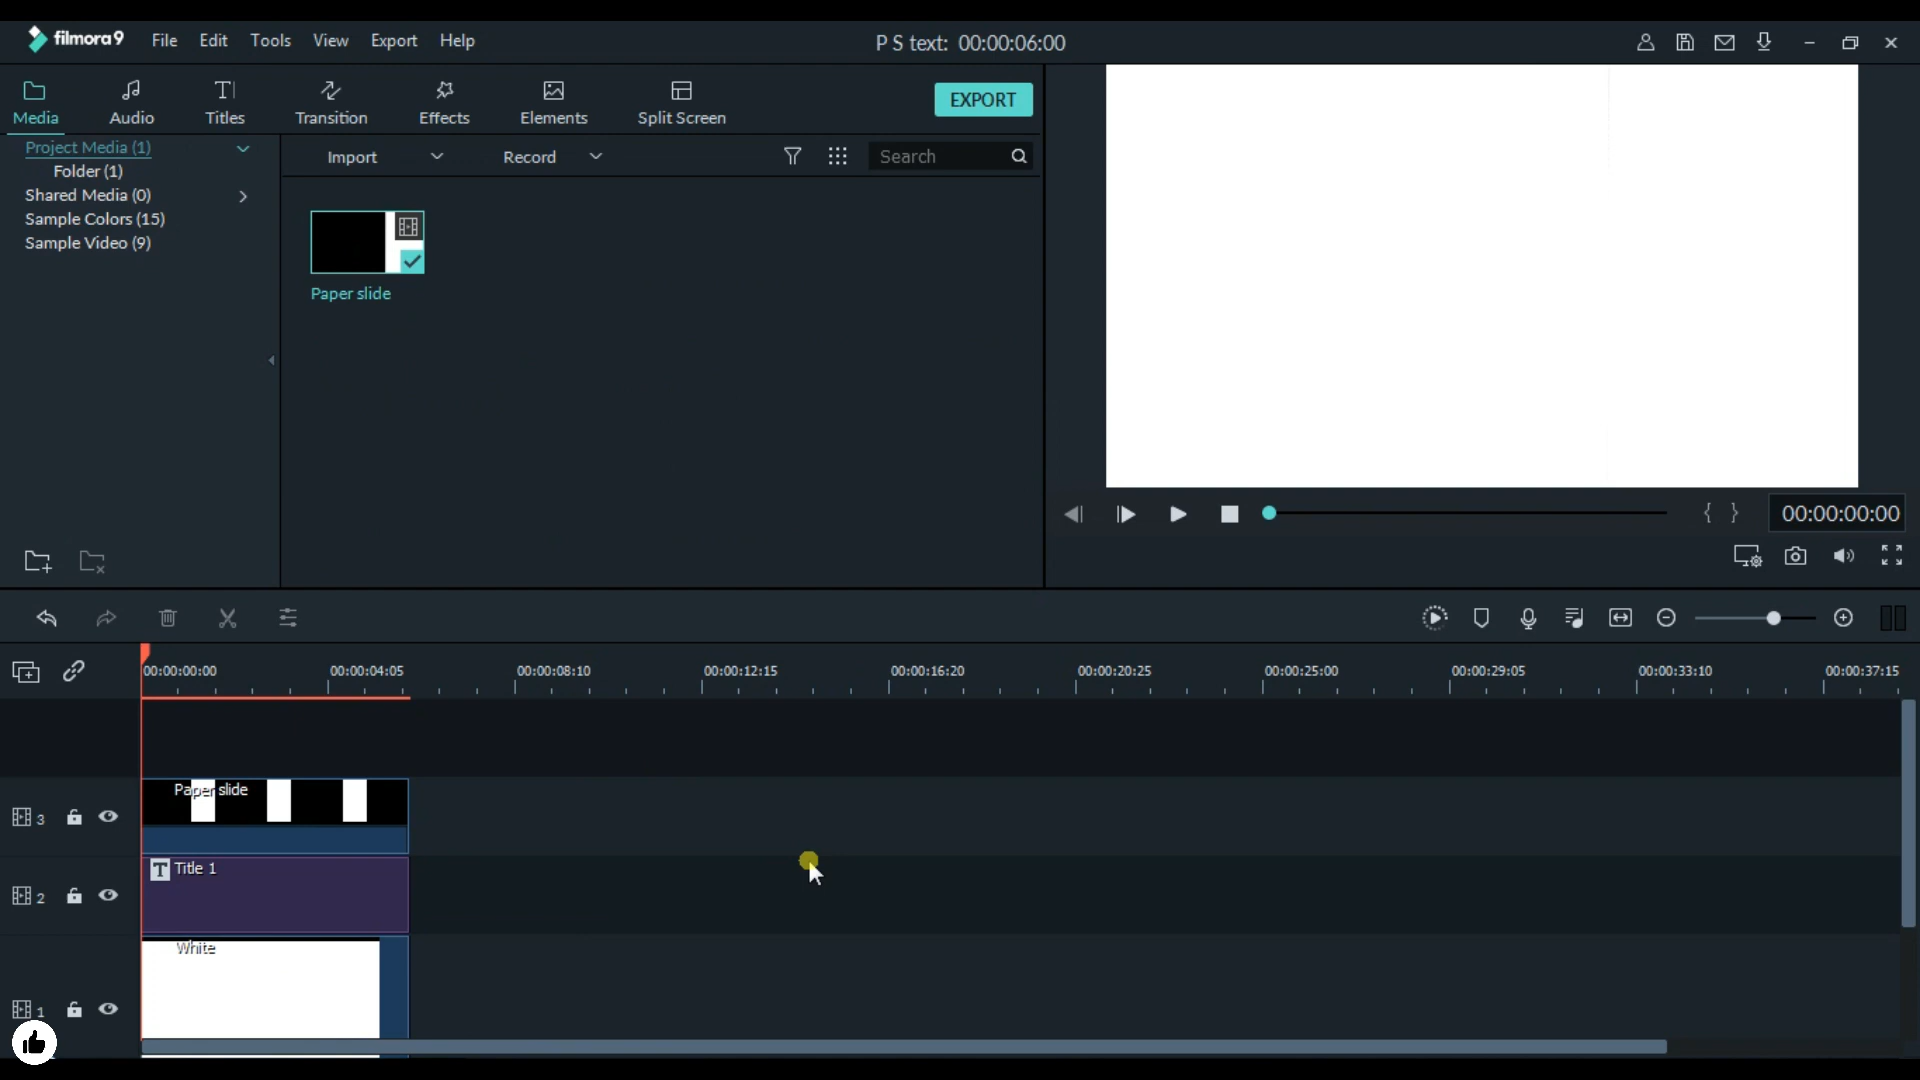 filmora9 File Edit Tools View Export Help P S text: 00:00:06:00
Media Audio Titles Transition Effects Elements Split Screen EXPORT
Project Media (1) Import Record Search
Folder (1)
Shared Media (0)
Sample Colors (15)
Sample Video (9)
Paper slide
00:00:00:00
00:00:00:00 00:00:04:05 00:00:08:10 00:00:12:15 00:00:16:20 00:00:20:25 00:00:25:00 00:00:29:05 00:00:33:10 00:00:37:15
Paper slide
3
T Title 1
2
White
1